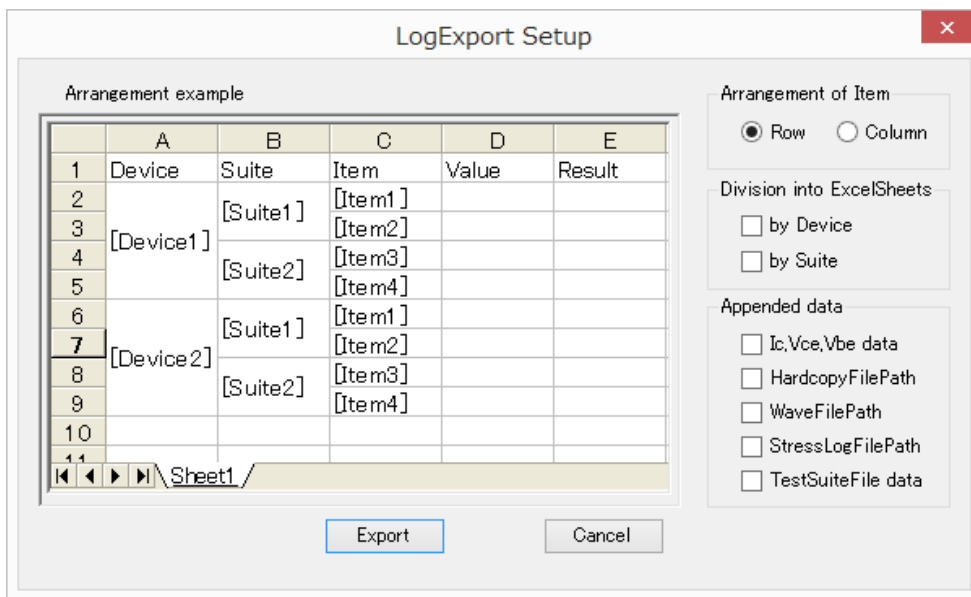 LogExport Setup
Arrangement example
A B C D E
1 Device Suite Item Value Result
2 [Device1] [Suite1] [Item1]
3 [Item2]
4 [Suite2] [Item3]
5 [Item4]
6 [Device2] [Suite1] [Item1]
7 [Item2]
8 [Suite2] [Item3]
9 [Item4]
10
11
Sheet1
Arrangement of Item
Row Column
Division into ExcelSheets
by Device
by Suite
Appended data
Ic,Vce,Vbe data
HardcopyFilePath
WaveFilePath
StressLogFilePath
TestSuiteFile data
Export Cancel